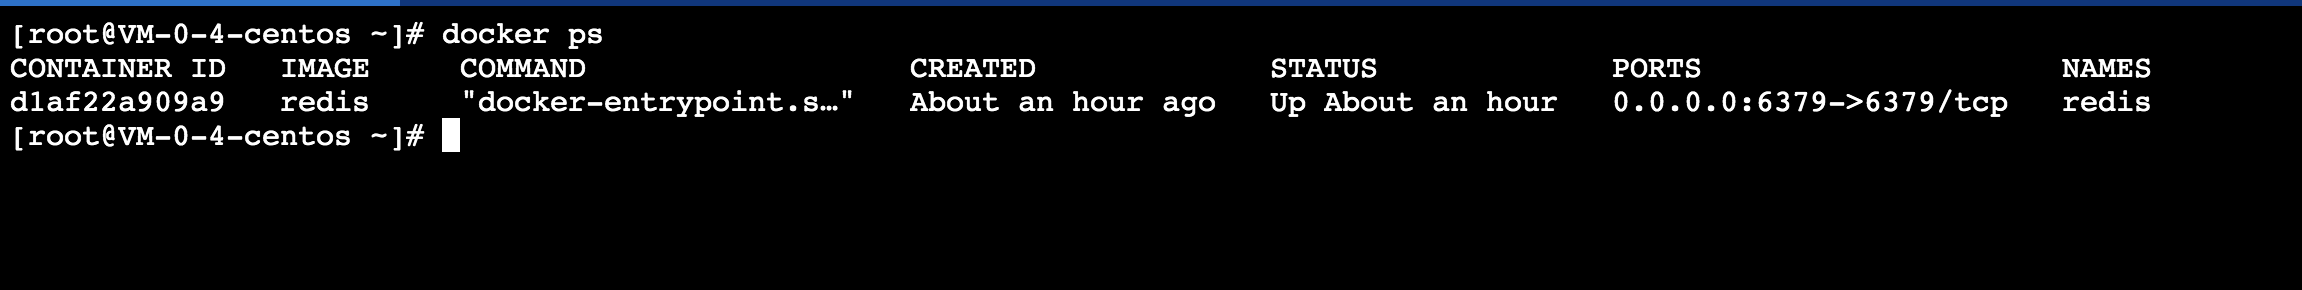 [root@VM-0-4-centos ~]# docker ps
CONTAINER ID   IMAGE     COMMAND                  CREATED             STATUS             PORTS                    NAMES
d1af22a909a9   redis     "docker-entrypoint.s…"   About an hour ago   Up About an hour   0.0.0.0:6379->6379/tcp   redis
[root@VM-0-4-centos ~]#